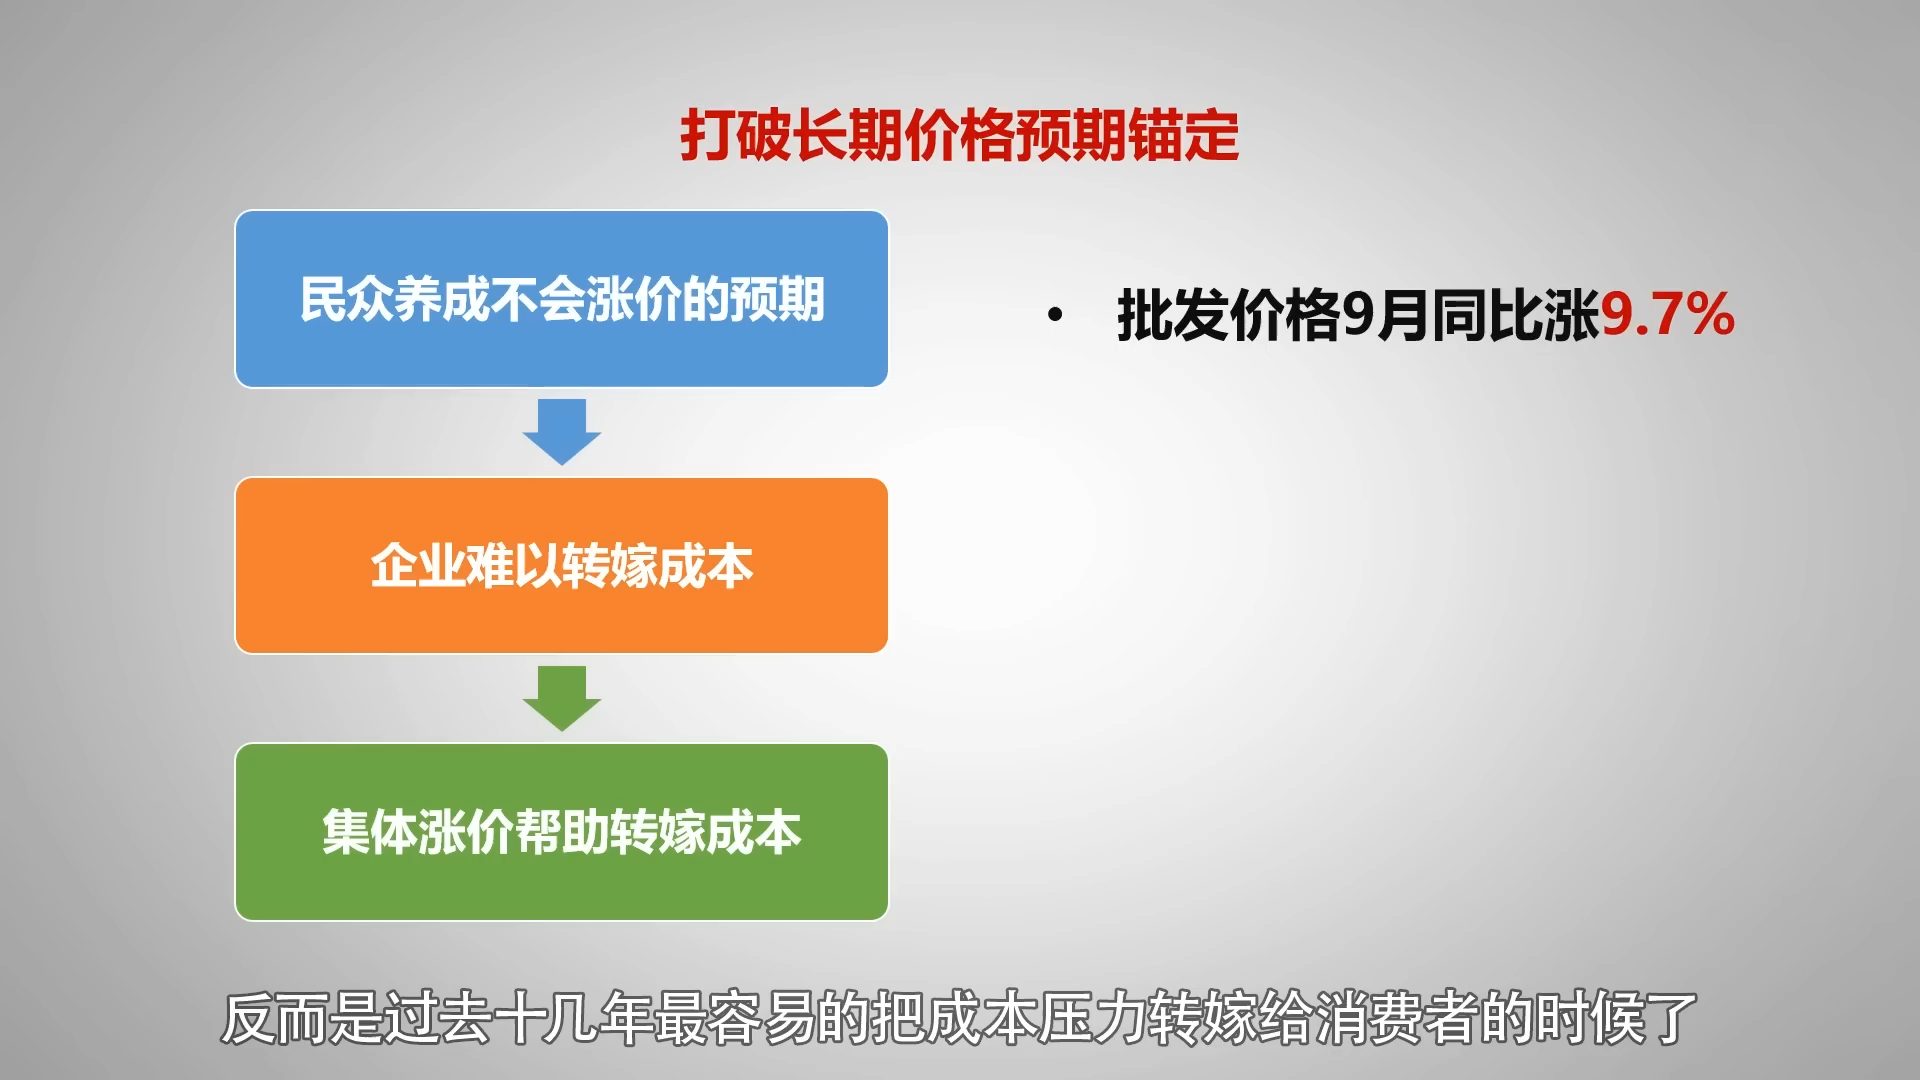 打破长期价格预期锚定
民众养成不会涨价的预期
企业难以转嫁成本
集体涨价帮助转嫁成本
• 批发价格9月同比涨9.7%
反而是过去十几年最容易的把成本压力转嫁给消费者的时候了